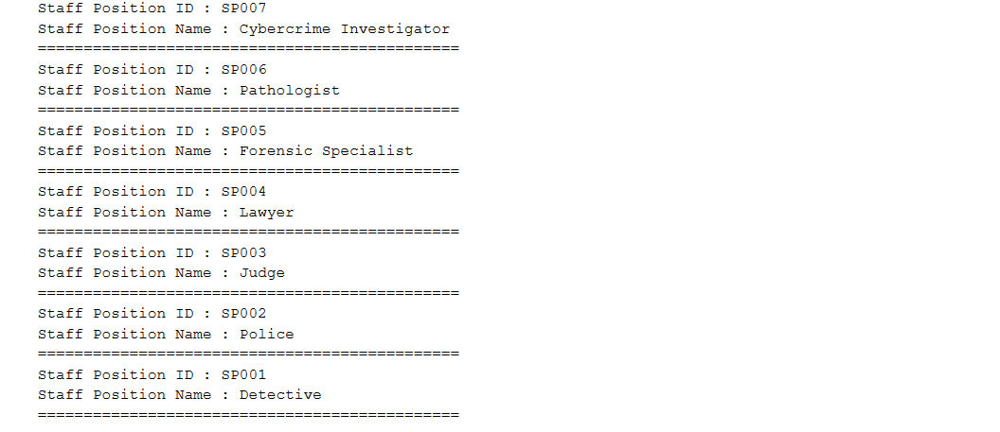 Staff Position ID : SP007
Staff Position Name : Cybercrime Investigator
==============================================
Staff Position ID : SP006
Staff Position Name : Pathologist
==============================================
Staff Position ID : SP005
Staff Position Name : Forensic Specialist
==============================================
Staff Position ID : SP004
Staff Position Name : Lawyer
==============================================
Staff Position ID : SP003
Staff Position Name : Judge
==============================================
Staff Position ID : SP002
Staff Position Name : Police
==============================================
Staff Position ID : SP001
Staff Position Name : Detective
==============================================